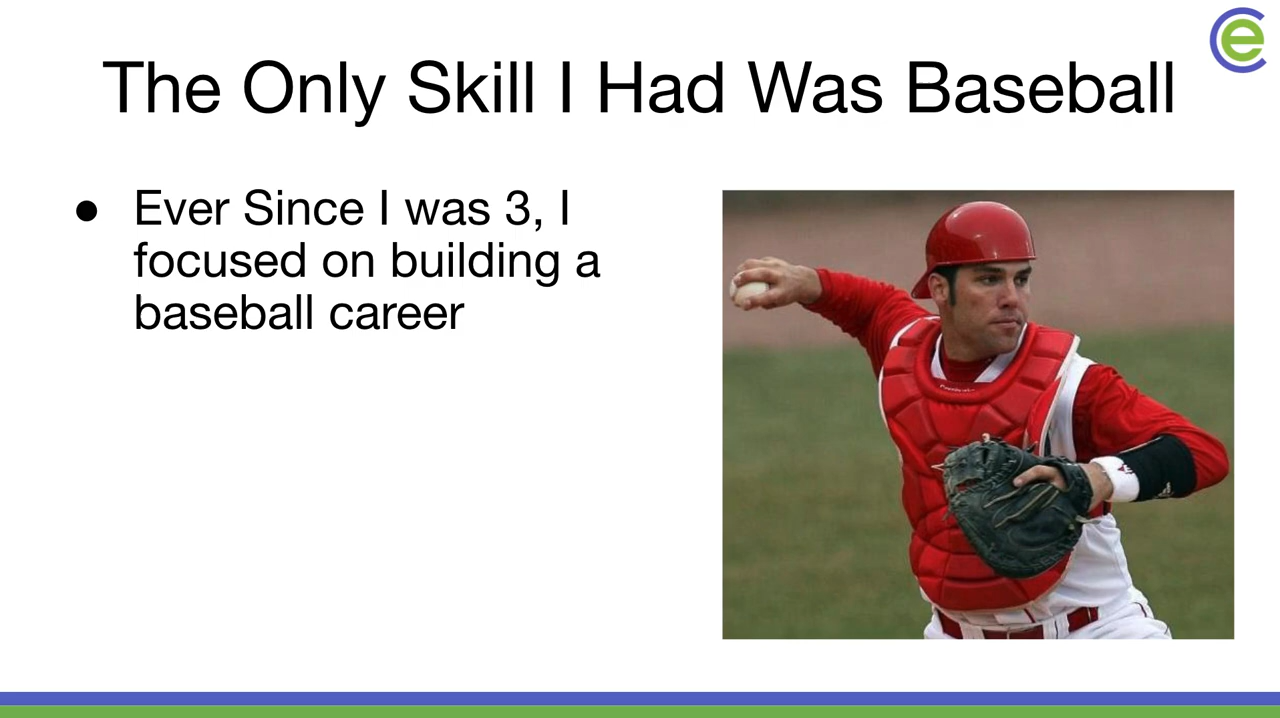 The Only Skill I Had Was Baseball
● Ever Since I was 3, I
focused on building a
baseball career